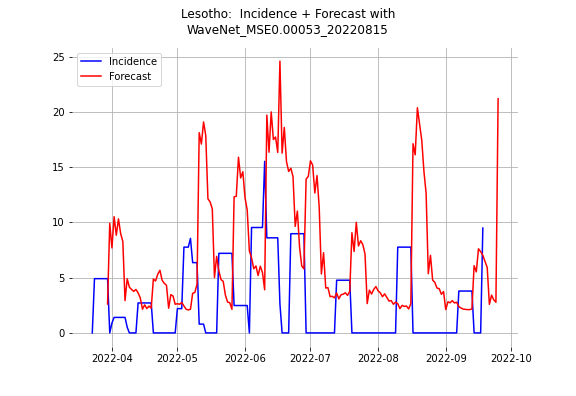 Lesotho:  Incidence + Forecast with
WaveNet_MSE0.00053_20220815
Incidence
Forecast
25
20
15
10
5
0
2022-04 2022-05 2022-06 2022-07 2022-08 2022-09 2022-10